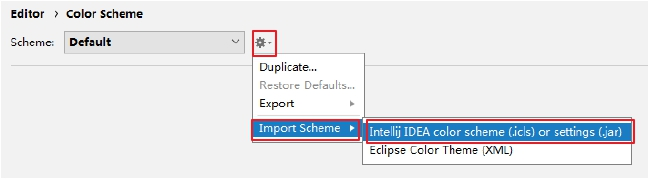 Editor › Color Scheme
Scheme: Default
Duplicate...
Restore Defaults...
Export
Import Scheme
Intellij IDEA color scheme (.icls) or settings (.jar)
Eclipse Color Theme (XML)